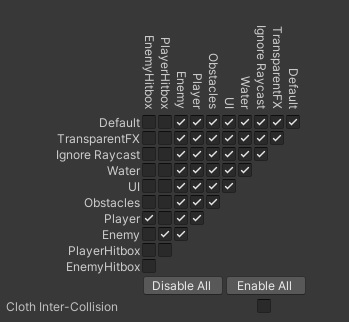 EnemyHitbox
PlayerHitbox
Enemy
Player
Obstacles
UI
Water
Ignore Raycast
TransparentFX
Default
Default
TransparentFX
Ignore Raycast
Water
UI
Obstacles
Player
Enemy
PlayerHitbox
EnemyHitbox
Disable All Enable All
Cloth Inter-Collision